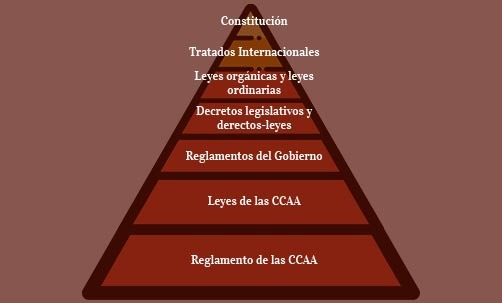 Constitución
Tratados Internacionales
Leyes orgánicas y leyes
ordinarias
Decretos legislativos y
derectos-leyes
Reglamentos del Gobierno
Leyes de las CCAA
Reglamento de las CCAA